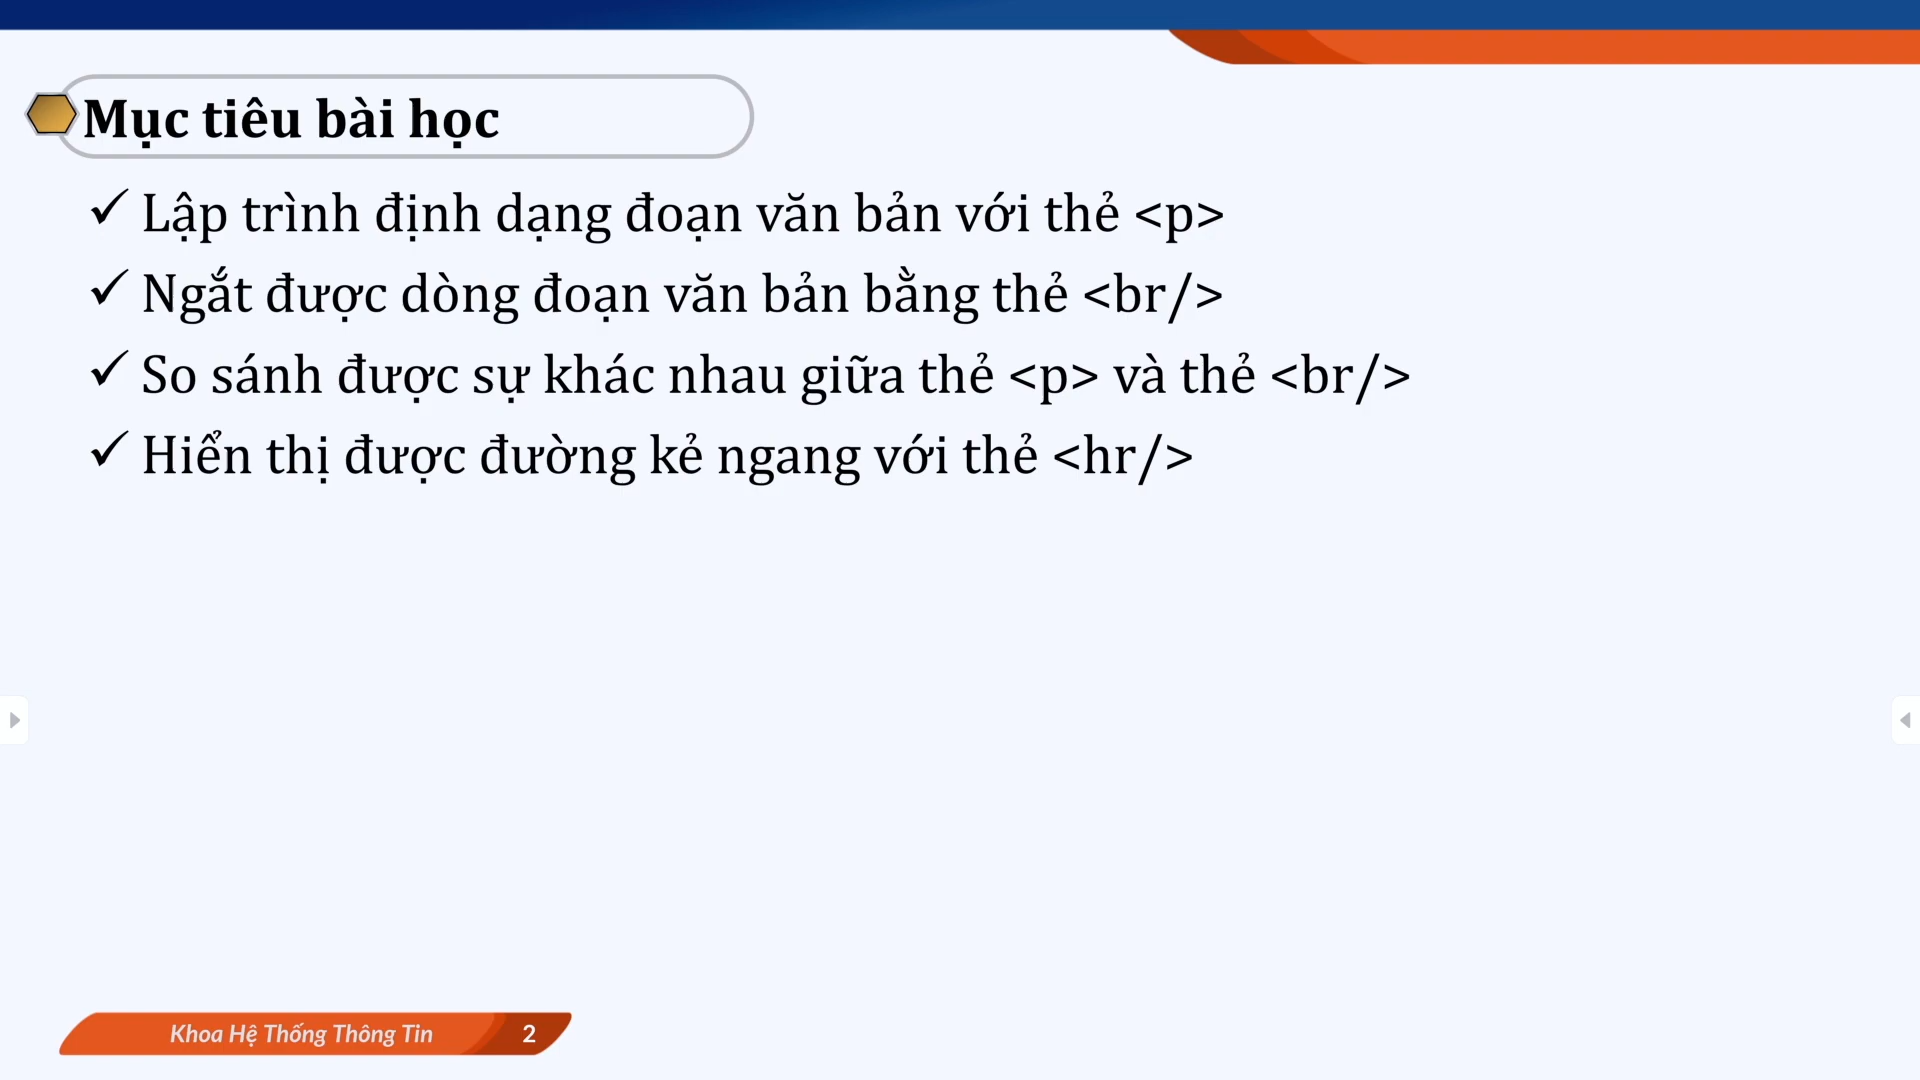 Mục tiêu bài học
✓ Lập trình định dạng đoạn văn bản với thẻ <p>
✓ Ngắt được dòng đoạn văn bản bằng thẻ <br/>
✓ So sánh được sự khác nhau giữa thẻ <p> và thẻ <br/>
✓ Hiển thị được đường kẻ ngang với thẻ <hr/>
Khoa Hệ Thống Thông Tin 2